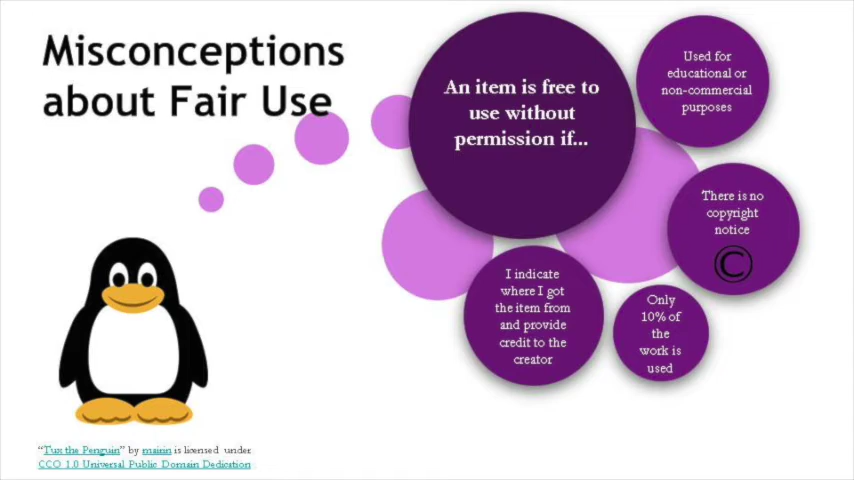 Misconceptions
about Fair Use
An item is free to
use without
permission if...
Used for
educational or
non-commercial
purposes
There is no
copyright
notice
©
Only
10% of
the
work is
used
I indicate
where I got
the item from
and provide
credit to the
creator
“Tux the Penguin” by mairin is licensed under
CC0 1.0 Universal Public Domain Dedication